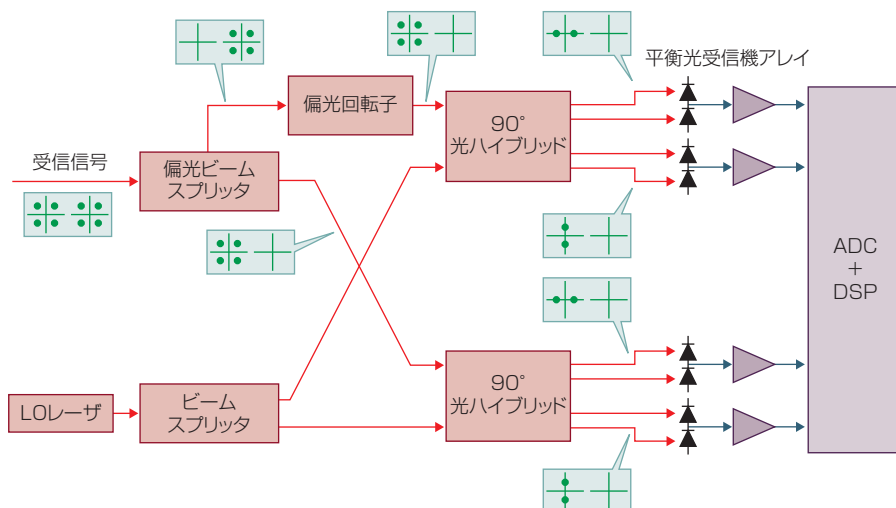 平衡光受信機アレイ
偏光回転子
90°
光ハイブリッド
受信信号
偏光ビーム
スプリッタ
ADC
+
DSP
LOレーザ
ビーム
スプリッタ
90°
光ハイブリッド